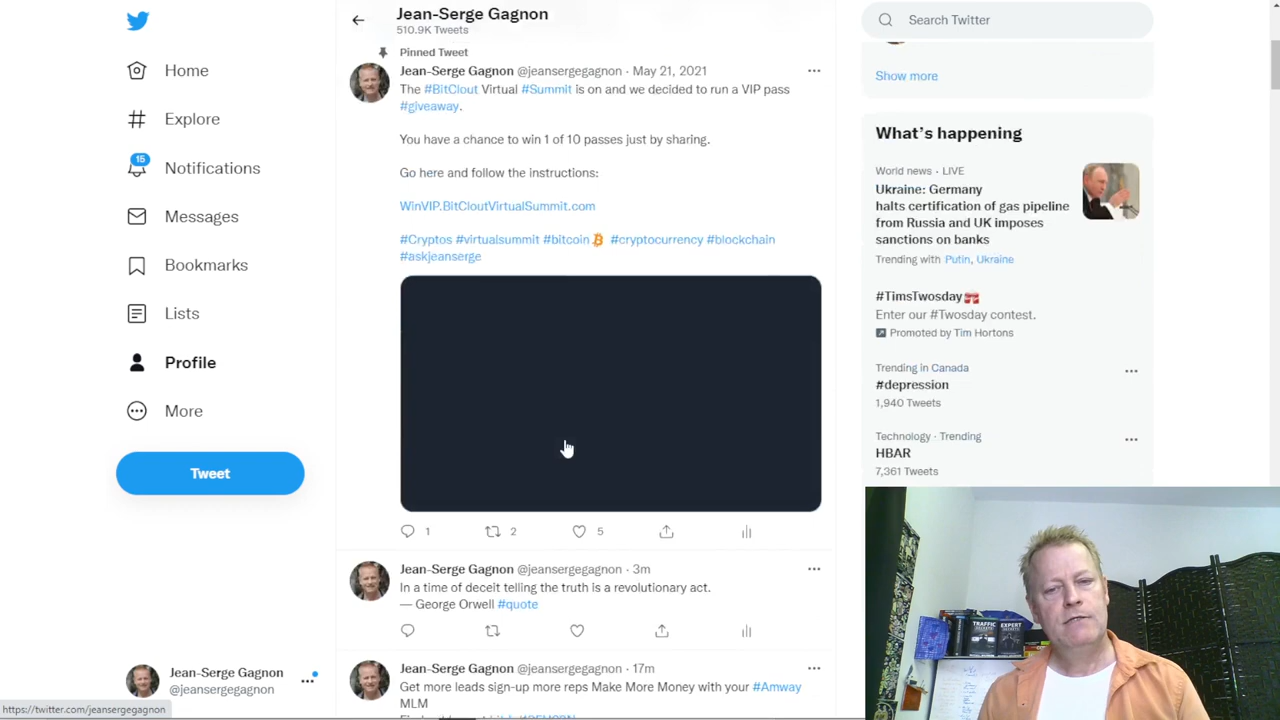 Jean-Serge Gagnon
510.9K Tweets
Search Twitter
Home
Explore
15
Notifications
Messages
Bookmarks
Lists
Profile
More
Tweet
Jean-Serge Gagnon
@jeansergegagnon
https://twitter.com/jeansergegagnon
Pinned Tweet
Jean-Serge Gagnon @jeansergegagnon · May 21, 2021
The #BitClout Virtual #Summit is on and we decided to run a VIP pass
#giveaway.
You have a chance to win 1 of 10 passes just by sharing.
Go here and follow the instructions:
WinVIP.BitCloutVirtualSummit.com
#Cryptos #virtualsummit #bitcoin #cryptocurrency #blockchain
#askjeanserge
1 2 5
Jean-Serge Gagnon @jeansergegagnon · 3m
In a time of deceit telling the truth is a revolutionary act.
— George Orwell #quote
Jean-Serge Gagnon @jeansergegagnon · 17m
Get more leads sign-up more reps Make More Money with your #Amway
MLM
Show more
What's happening
World news · LIVE
Ukraine: Germany
halts certification of gas pipeline
from Russia and UK imposes
sanctions on banks
Trending with Putin, Ukraine
#TimsTwosday
Enter our #Twosday contest.
Promoted by Tim Hortons
Trending in Canada
#depression
1,940 Tweets
Technology · Trending
HBAR
7,361 Tweets
TRAFFIC
SECRETS
EXPERT
SECRETS